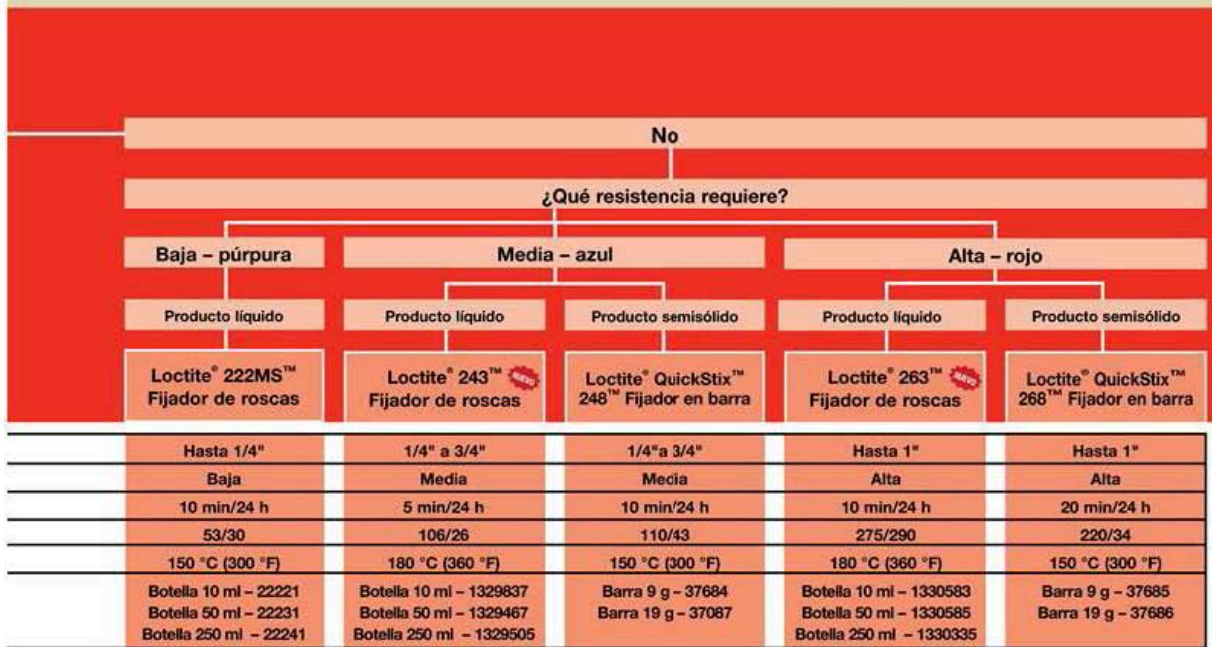 No
¿Qué resistencia requiere?
Baja – púrpura
Media – azul
Alta – rojo
Producto líquido
Producto líquido
Producto semisólido
Producto líquido
Producto semisólido
Loctite® 222MS™
Fijador de roscas
Loctite® 243™ NUEVO
Fijador de roscas
Loctite® QuickStix™
248™ Fijador en barra
Loctite® 263™ NUEVO
Fijador de roscas
Loctite® QuickStix™
268™ Fijador en barra
Hasta 1/4" 1/4" a 3/4" 1/4"a 3/4" Hasta 1" Hasta 1"
Baja Media Media Alta Alta
10 min/24 h 5 min/24 h 10 min/24 h 10 min/24 h 20 min/24 h
53/30 106/26 110/43 275/290 220/34
150 °C (300 °F) 180 °C (360 °F) 150 °C (300 °F) 180 °C (360 °F) 150 °C (300 °F)
Botella 10 ml – 22221 Botella 10 ml – 1329837 Barra 9 g – 37684 Botella 10 ml – 1330583 Barra 9 g – 37685
Botella 50 ml – 22231 Botella 50 ml – 1329467 Barra 19 g – 37087 Botella 50 ml – 1330585 Barra 19 g – 37686
Botella 250 ml – 22241 Botella 250 ml – 1329505 Botella 250 ml – 1330335